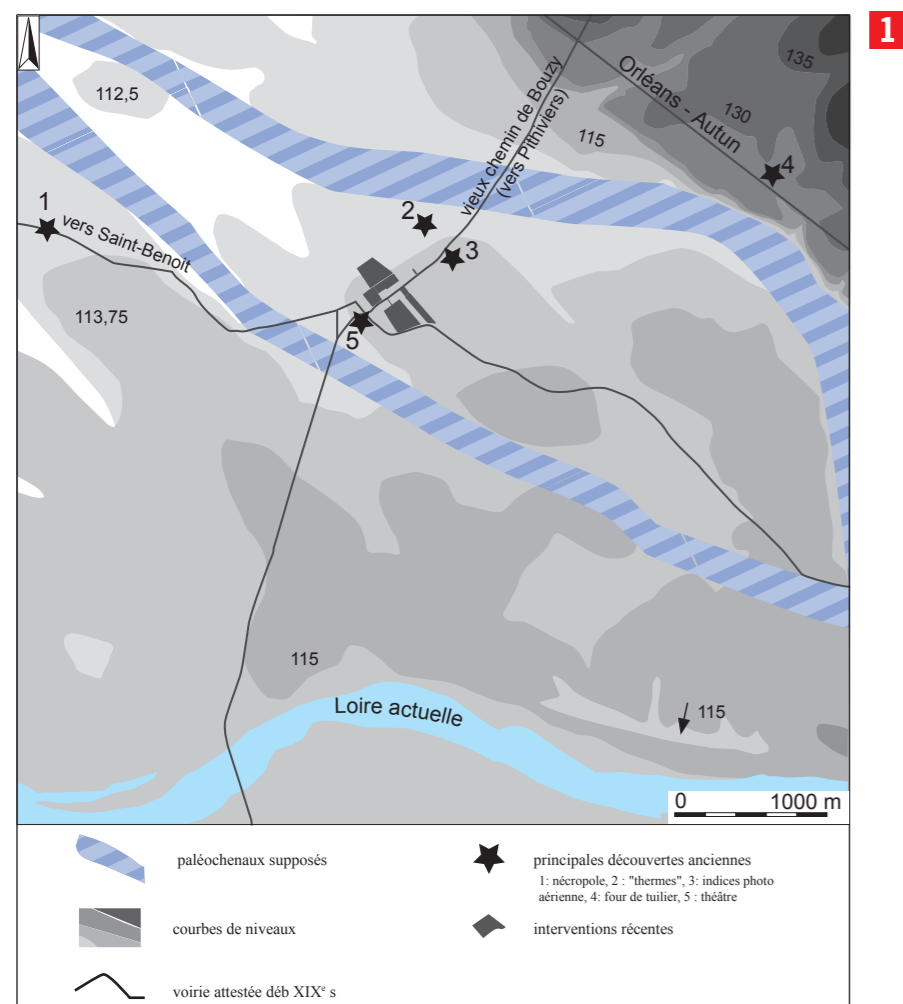 1
135
Orléans - Autun
130
112,5
vieux chemin de Bouzy
(vers Pithiviers)
115
4
1
2
vers Saint-Benoit
3
113,75
5
115
Loire actuelle
115
0 1000 m
paléochenaux supposés
principales découvertes anciennes
1: nécropole, 2 : "thermes", 3: indices photo
aérienne, 4: four de tuilier, 5 : théâtre
courbes de niveaux
interventions récentes
voirie attestée déb XIXe s